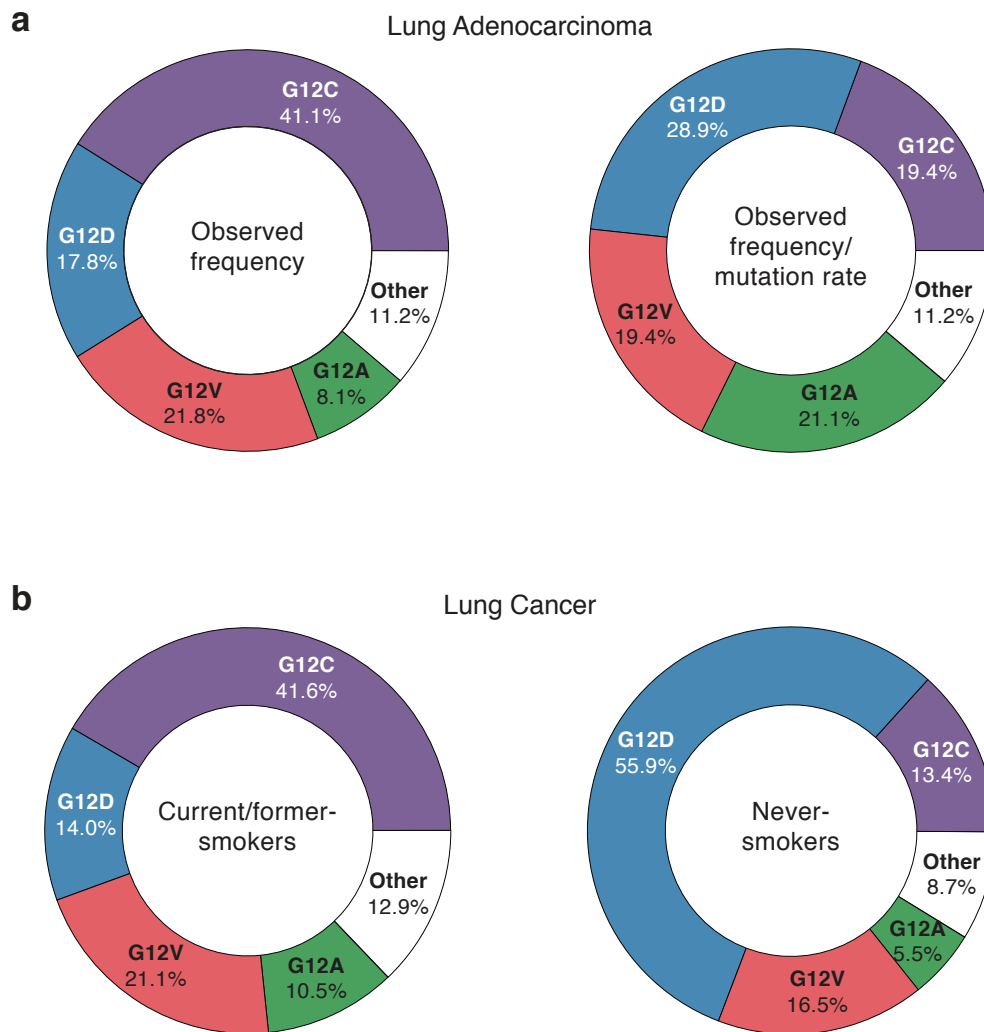 a
Lung Adenocarcinoma
G12C
41.1%
G12D
17.8%
G12V
21.8%
G12A
8.1%
Other
11.2%
Observed
frequency
G12D
28.9%
G12C
19.4%
G12V
19.4%
G12A
21.1%
Other
11.2%
Observed
frequency/
mutation rate
b
Lung Cancer
G12C
41.6%
G12D
14.0%
G12V
21.1%
G12A
10.5%
Other
12.9%
Current/former-
smokers
G12D
55.9%
G12C
13.4%
Other
8.7%
G12A
5.5%
G12V
16.5%
Never-
smokers